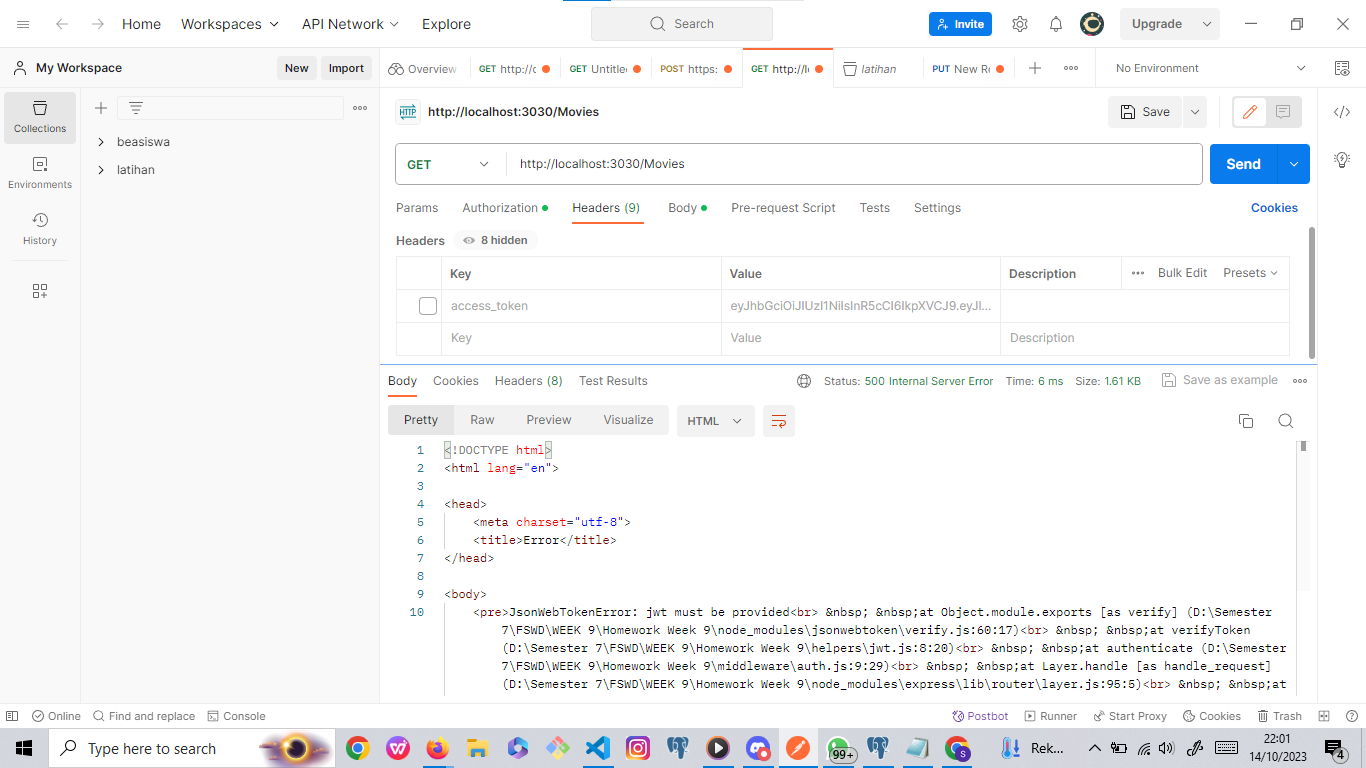 Home Workspaces API Network Explore Search Invite Upgrade
My Workspace New Import Overview GET http://c GET Untitle POST https: GET http://l latihan PUT New Re No Environment
Collections
Environments
History
beasiswa
latihan
HTTP http://localhost:3030/Movies Save
GET http://localhost:3030/Movies Send
Params Authorization Headers (9) Body Pre-request Script Tests Settings Cookies
Headers 8 hidden
Key Value Description Bulk Edit Presets
access_token eyJhbGciOiJIUzI1NiIsInR5cCI6IkpXVCJ9.eyJl...
Key Value Description
Body Cookies Headers (8) Test Results Status: 500 Internal Server Error Time: 6 ms Size: 1.61 KB Save as example
Pretty Raw Preview Visualize HTML
1 <!DOCTYPE html>
2 <html lang="en">
3
4 <head>
5 <meta charset="utf-8">
6 <title>Error</title>
7 </head>
8
9 <body>
10 <pre>JsonWebTokenError: jwt must be provided<br> &nbsp; &nbsp;at Object.module.exports [as verify] (D:\Semester
7\FSWD\WEEK 9\Homework Week 9\node_modules\jsonwebtoken\verify.js:60:17)<br> &nbsp; &nbsp;at verifyToken
(D:\Semester 7\FSWD\WEEK 9\Homework Week 9\helpers\jwt.js:8:20)<br> &nbsp; &nbsp;at authenticate (D:\Semester
7\FSWD\WEEK 9\Homework Week 9\middleware\auth.js:9:29)<br> &nbsp; &nbsp;at Layer.handle [as handle_request]
(D:\Semester 7\FSWD\WEEK 9\Homework Week 9\node_modules\express\lib\router\layer.js:95:5)<br> &nbsp; &nbsp;at
Online Find and replace Console Postbot Runner Start Proxy Cookies Trash
Type here to search 99+ S Rek... 22:01
14/10/2023 4